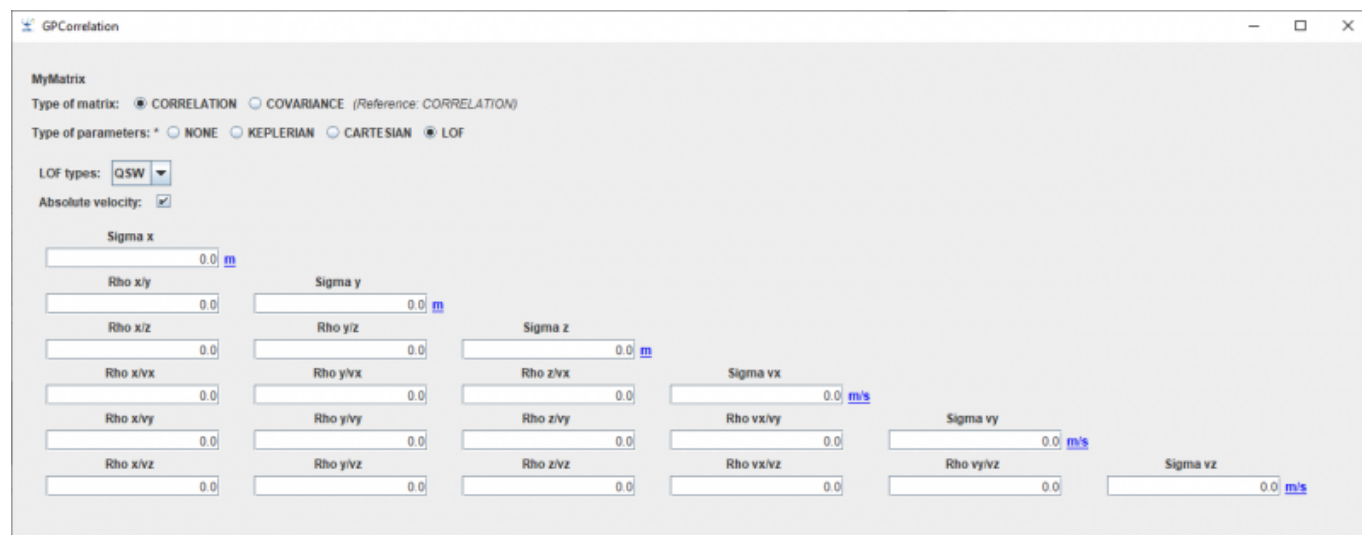 GPCorrelation
MyMatrix
Type of matrix: CORRELATION COVARIANCE (Reference: CORRELATION)
Type of parameters: * NONE KEPLERIAN CARTESIAN LOF
LOF types: QSW
Absolute velocity:
Sigma x
0.0 m
Rho x/y Sigma y
0.0 0.0 m
Rho x/z Rho y/z Sigma z
0.0 0.0 0.0 m
Rho x/vx Rho y/vx Rho z/vx Sigma vx
0.0 0.0 0.0 0.0 m/s
Rho x/vy Rho y/vy Rho z/vy Rho vx/vy Sigma vy
0.0 0.0 0.0 0.0 0.0 m/s
Rho x/vz Rho y/vz Rho z/vz Rho vx/vz Rho vy/vz Sigma vz
0.0 0.0 0.0 0.0 0.0 0.0 m/s